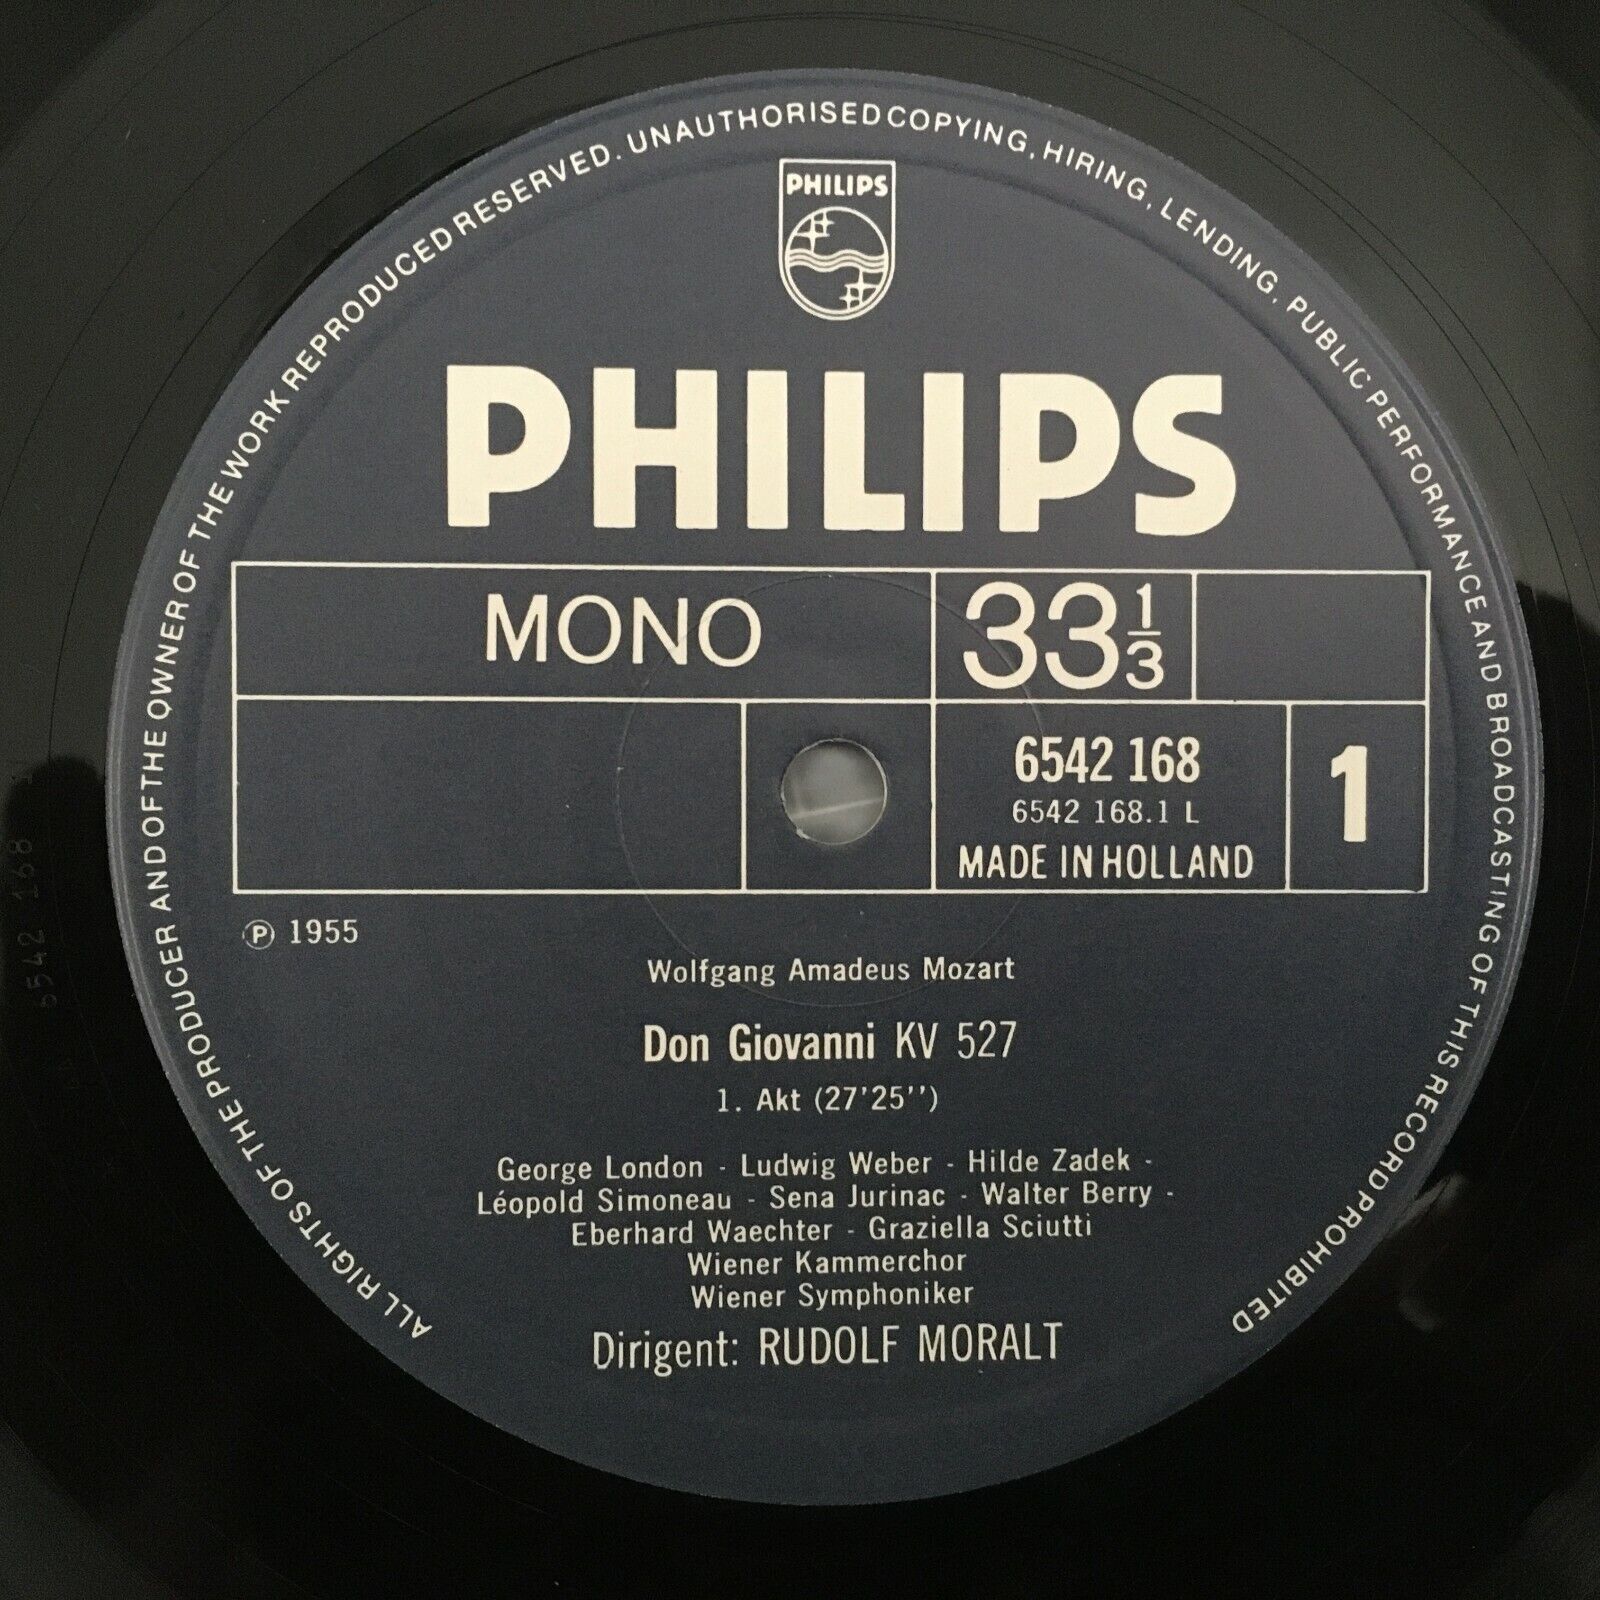 ALL RIGHTS OF THE PRODUCER AND OF THE OWNER OF THE WORK REPRODUCED RESERVED. UNAUTHORISED COPYING, HIRING, LENDING, PUBLIC PERFORMANCE AND BROADCASTING OF THIS RECORD PROHIBITED
PHILIPS
PHILIPS
MONO
33 1/3
6542 168
6542 168.1 L
MADE IN HOLLAND
1
Ⓟ 1955
Wolfgang Amadeus Mozart
Don Giovanni KV 527
1. Akt (27'25'')
George London - Ludwig Weber - Hilde Zadek -
Léopold Simoneau - Sena Jurinac - Walter Berry -
Eberhard Waechter - Graziella Sciutti
Wiener Kammerchor
Wiener Symphoniker
Dirigent: RUDOLF MORALT